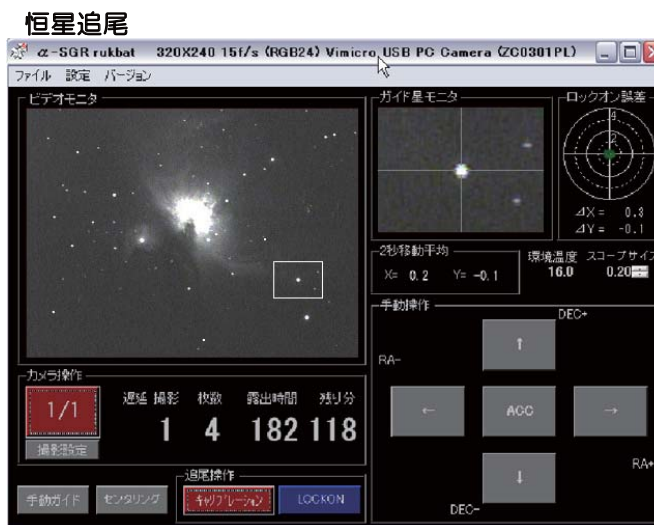 恒星追尾
α-SGR rukbat 320X240 15f/s (RGB24) Vimicro USB PC Camera (ZC0301PL)
ファイル 設定 バージョン
ビデオモニタ
ガイド星モニタ
ロックオン誤差
4
2
⊿X= 0.3
⊿Y= -0.1
2秒移動平均
X= 0.2 Y= -0.1
環境温度 スコープサイズ
16.0 0.20
手動操作
DEC+
RA-
↑
← ACC →
↓
RA+
DEC-
カメラ操作
1/1
遅延 撮影 枚数 露出時間 残り分
1 4 182 118
撮影設定
追尾操作
手動ガイド センタリング キャリブレーション LOCKON